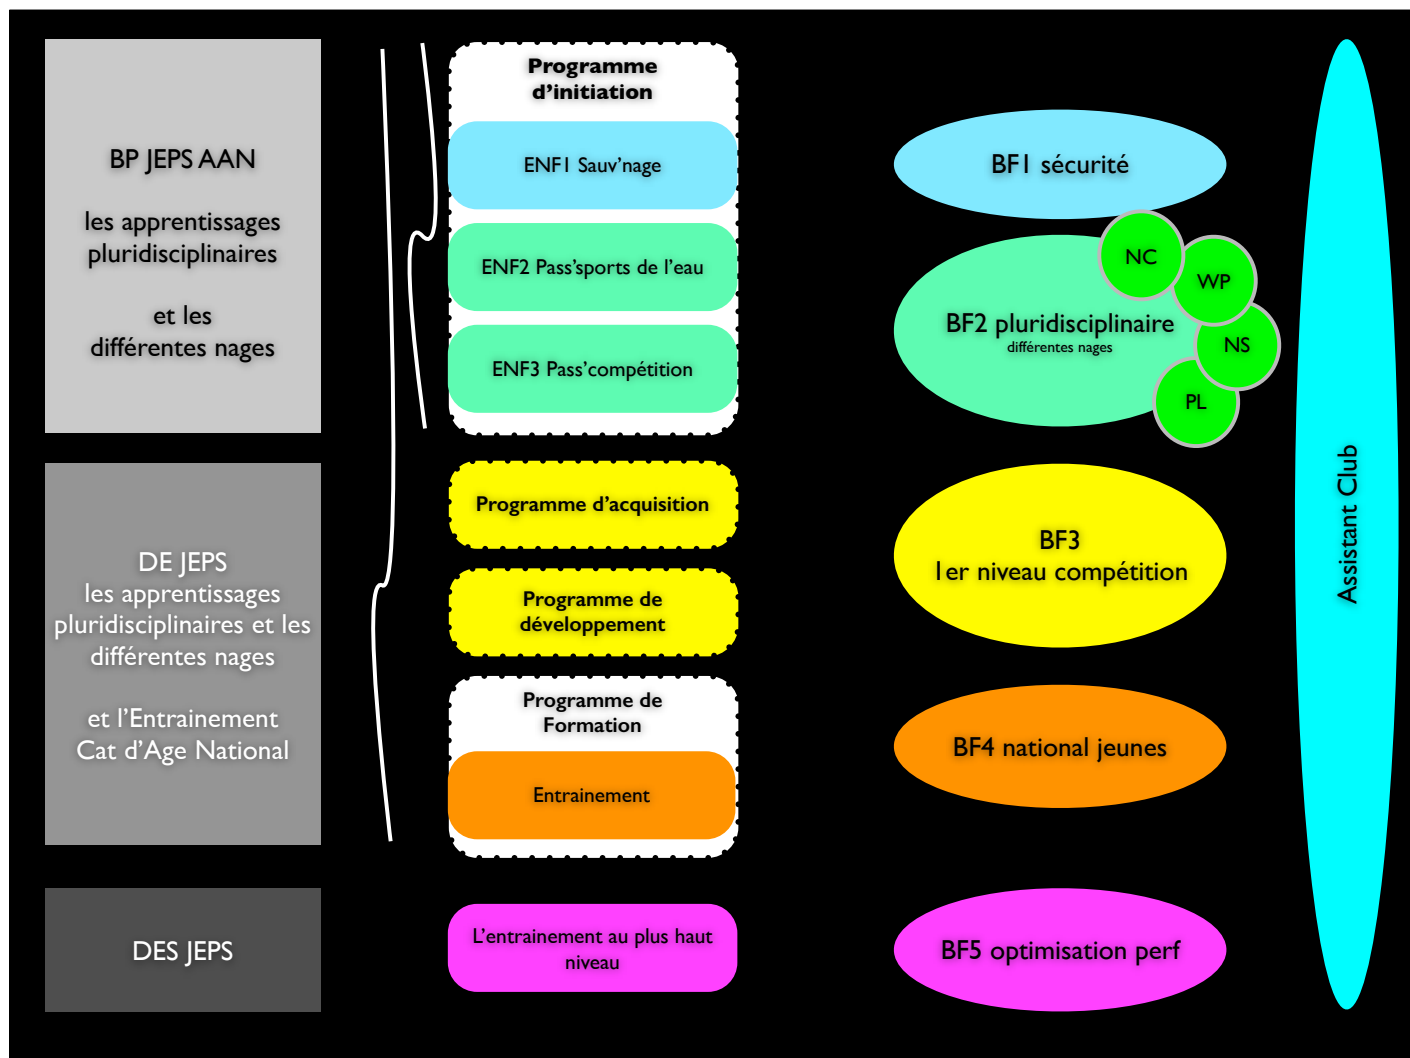 BP JEPS AAN
les apprentissages
pluridisciplinaires
et les
différentes nages
DE JEPS
les apprentissages
pluridisciplinaires et les
différentes nages
et l'Entrainement
Cat d'Age National
DES JEPS
Programme
d'initiation
ENF1 Sauv'nage
ENF2 Pass'sports de l'eau
ENF3 Pass'compétition
Programme d'acquisition
Programme de
développement
Programme de
Formation
Entrainement
L'entrainement au plus haut
niveau
BF1 sécurité
BF2 pluridisciplinaire
différentes nages
NC
WP
NS
PL
BF3
1er niveau compétition
BF4 national jeunes
BF5 optimisation perf
Assistant Club